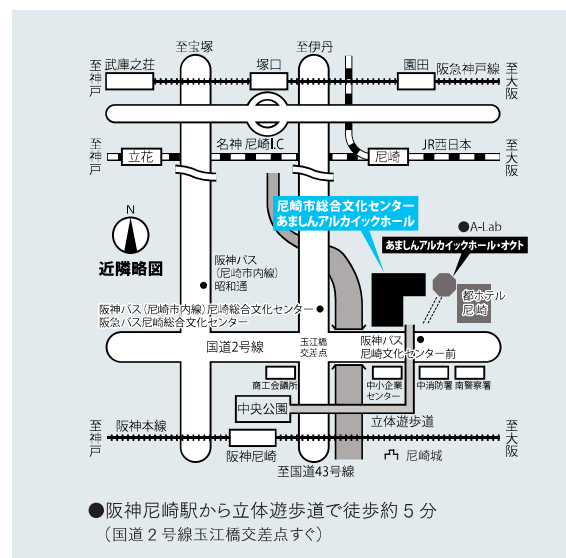 至宝塚
至伊丹
至神戸
武庫之荘
塚口
園田
阪急神戸線
至大阪
名神 尼崎I.C
JR西日本
至神戸
立花
尼崎
至大阪
尼崎市総合文化センター
あましんアルカイックホール
●A-Lab
あましんアルカイックホール・オクト
N
近隣略図
阪神バス
(尼崎市内線)
昭和通
都ホテル
尼崎
阪神バス(尼崎市内線)尼崎総合文化センター
阪急バス尼崎総合文化センター
国道2号線
玉江橋
交差点
阪神バス
尼崎文化センター前
商工会議所
中小企業
センター
中消防署
南警察署
中央公園
立体遊歩道
至神戸
阪神本線
阪神尼崎
至大阪
尼崎城
至国道43号線
●阪神尼崎駅から立体遊歩道で徒歩約5分
(国道2号線玉江橋交差点すぐ)